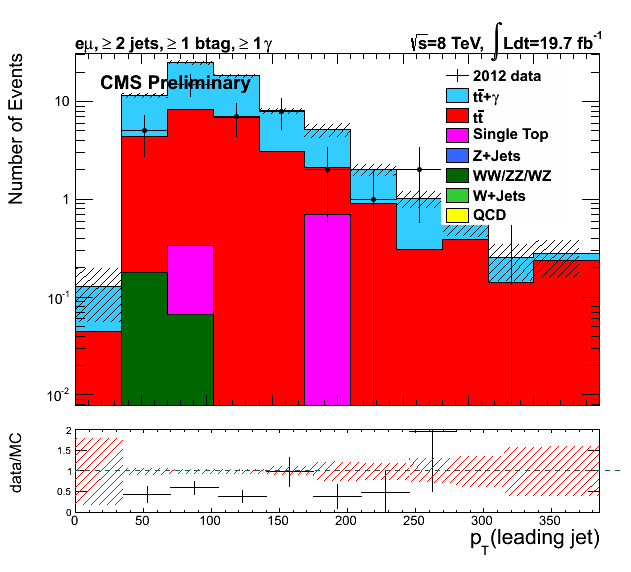 eμ, ≥ 2 jets, ≥ 1 btag, ≥ 1 γ
√s=8 TeV, ∫Ldt=19.7 fb⁻¹
CMS Preliminary
2012 data
tt̄+γ
tt̄
Single Top
Z+Jets
WW/ZZ/WZ
W+Jets
QCD
Number of Events
10
1
10⁻¹
10⁻²
data/MC
2
1.5
1
0.5
0
0 50 100 150 200 250 300 350
p_T(leading jet)